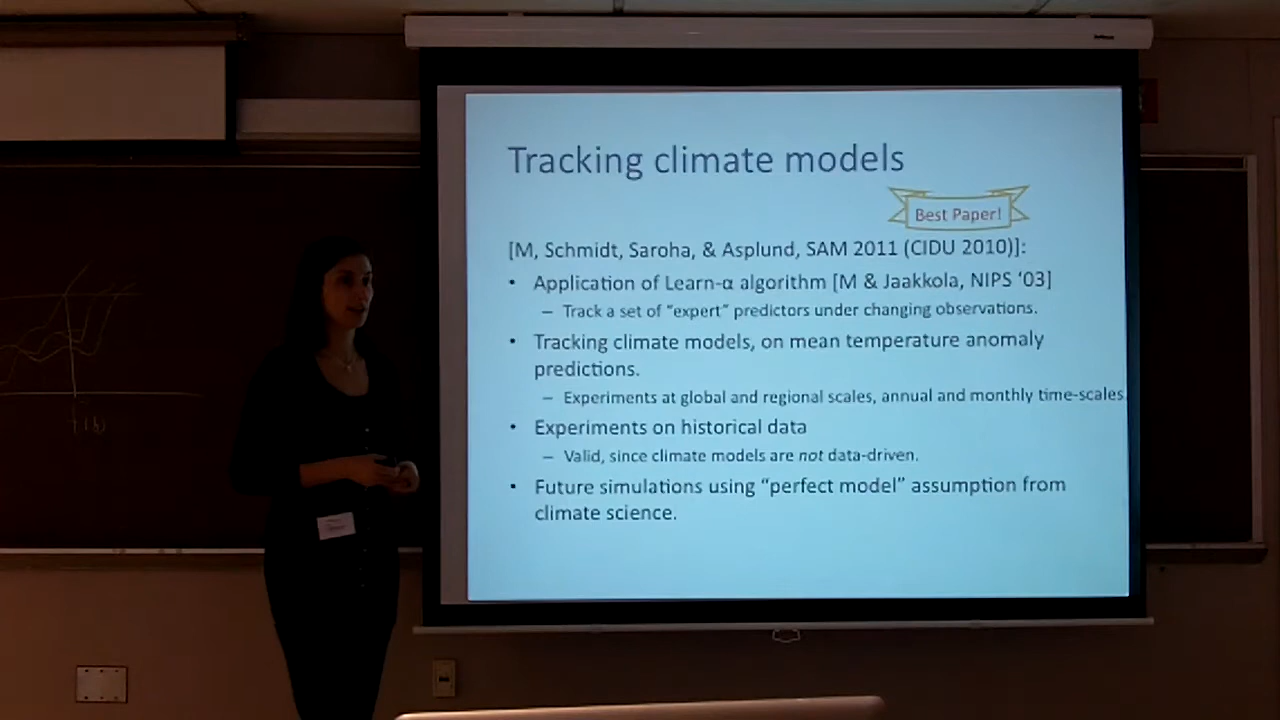 Tracking climate models
Best Paper!
[M, Schmidt, Saroha, & Asplund, SAM 2011 (CIDU 2010)]:
• Application of Learn-α algorithm [M & Jaakkola, NIPS ‘03]
– Track a set of “expert” predictors under changing observations.
• Tracking climate models, on mean temperature anomaly
predictions.
– Experiments at global and regional scales, annual and monthly time-scales.
• Experiments on historical data
– Valid, since climate models are not data-driven.
• Future simulations using “perfect model” assumption from
climate science.